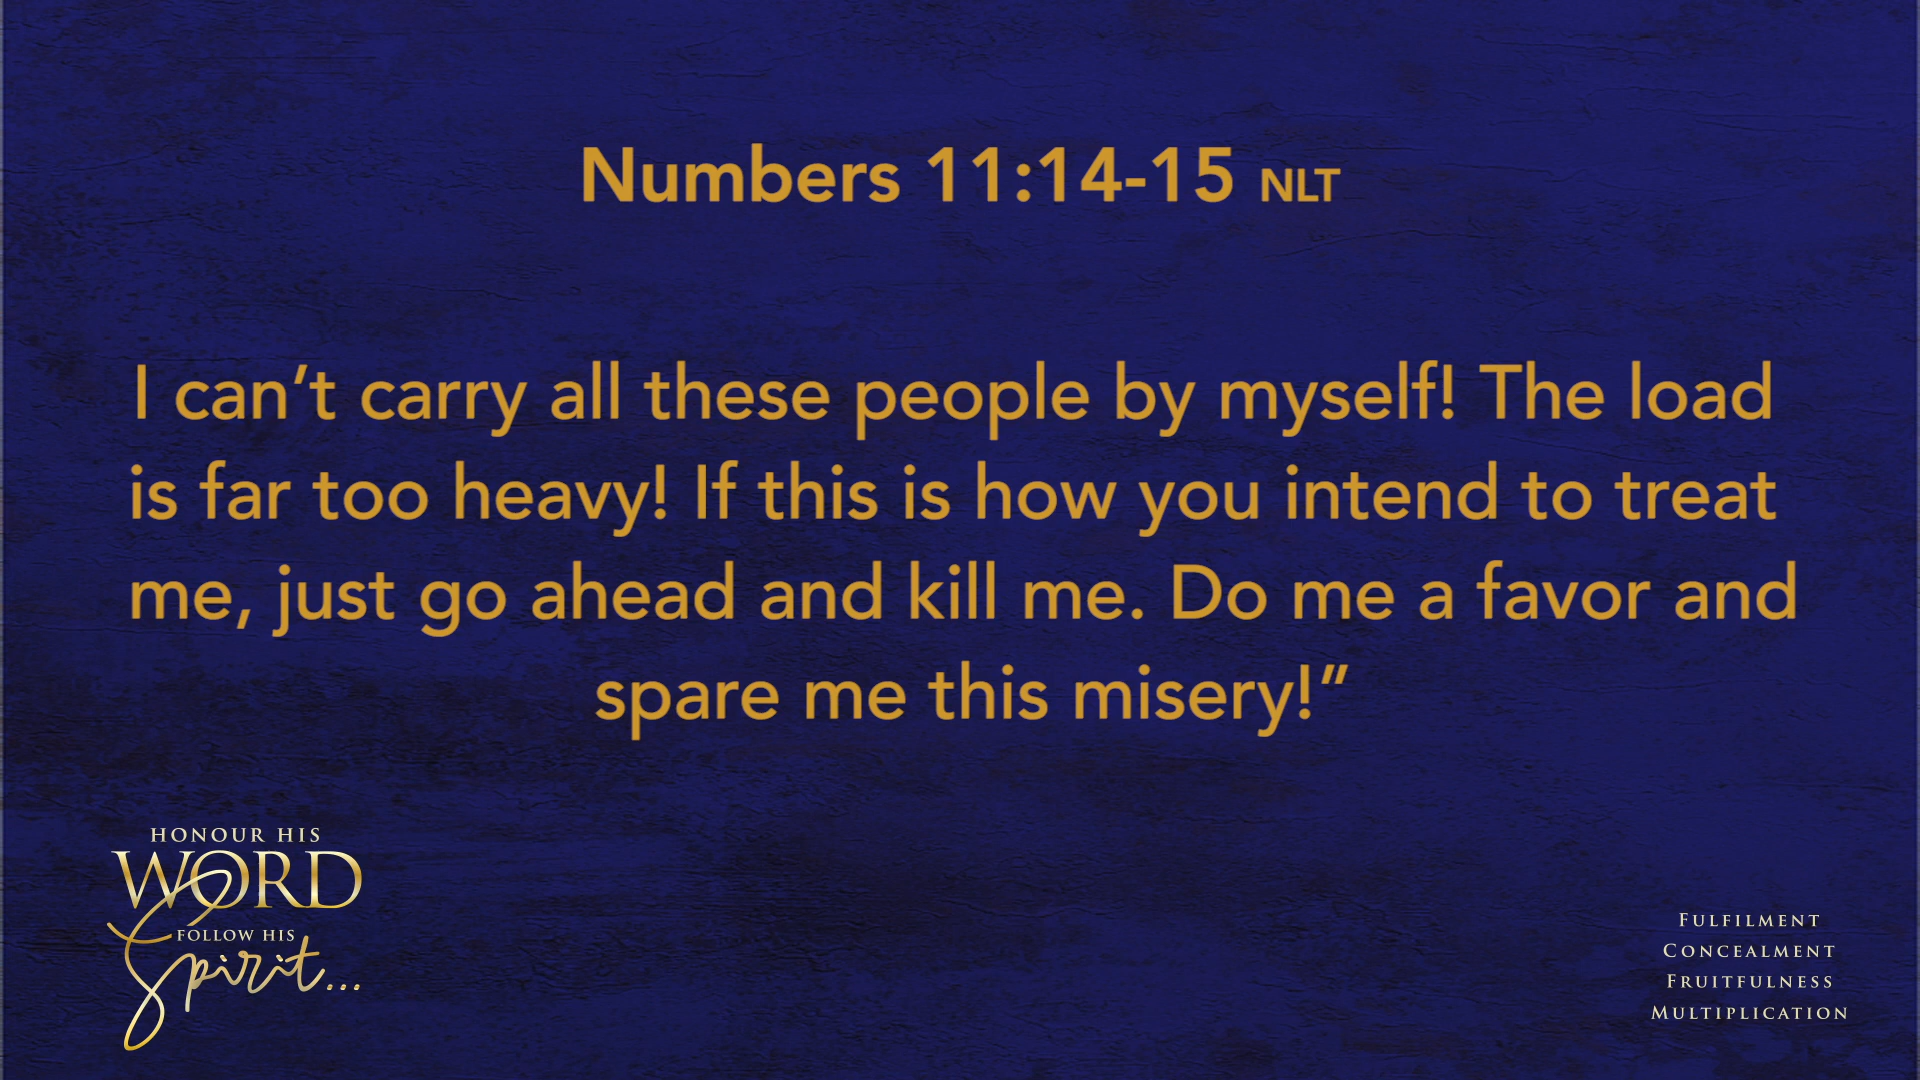 Numbers 11:14-15 NLT
I can’t carry all these people by myself! The load
is far too heavy! If this is how you intend to treat
me, just go ahead and kill me. Do me a favor and
spare me this misery!”
HONOUR HIS
WORD
FOLLOW HIS
Spirit...
FULFILMENT
CONCEALMENT
FRUITFULNESS
MULTIPLICATION